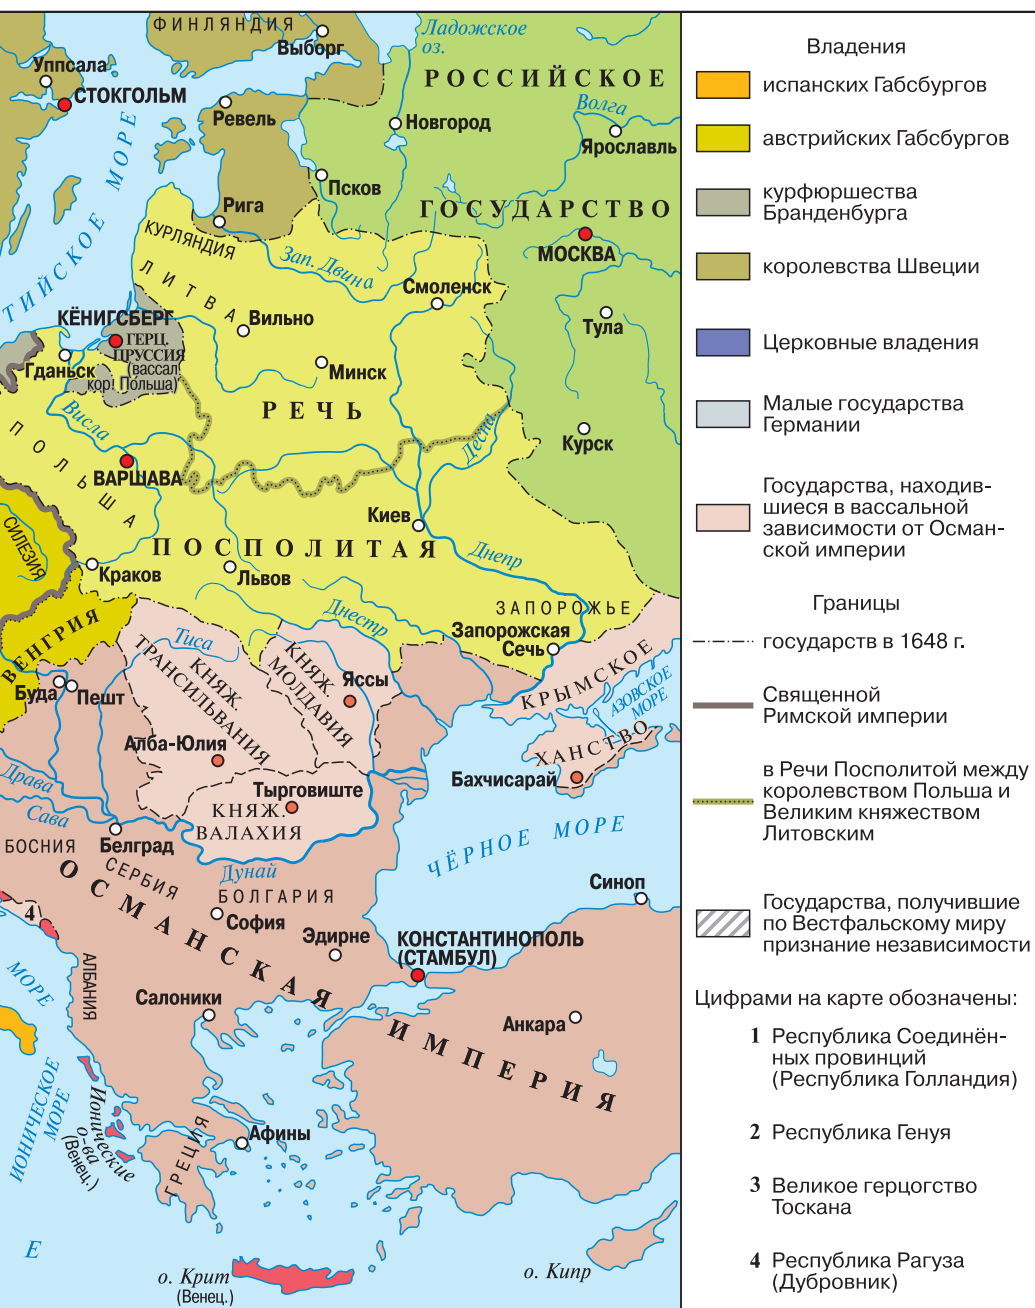 ФИНЛЯНДИЯ
Выборг
Ладожское
оз.
Уппсала
СТОКГОЛЬМ
РОССИЙСКОЕ
Ревель
Новгород
Волга
Ярославль
ТИЙСКОЕ МОРЕ
Псков
Рига
ГОСУДАРСТВО
МОСКВА
КУРЛЯНДИЯ
Зап. Двина
ЛИТВА
Смоленск
КЁНИГСБЕРГ
Вильно
Тула
ГЕРЦ.
ПРУССИЯ
(вассал
кор. Польша)
Гданьск
Минск
РЕЧЬ
Висла
Десна
Курск
ПОЛЬША
ВАРШАВА
СИЛЕЗИЯ
Киев
ПОСПОЛИТАЯ
Днепр
Краков
Львов
ЗАПОРОЖЬЕ
Днестр
Запорожская
Сечь
ВЕНГРИЯ
Тиса
КНЯЖ.
ТРАНСИЛЬВАНИЯ
КНЯЖ.
МОЛДАВИЯ
Яссы
КРЫМСКОЕ
ХАНСТВО
АЗОВСКОЕ
МОРЕ
Буда
Пешт
Алба-Юлия
Бахчисарай
Драва
Сава
Тырговиште
КНЯЖ.
ВАЛАХИЯ
БОСНИЯ
Белград
ЧЁРНОЕ МОРЕ
СЕРБИЯ
Дунай
БОЛГАРИЯ
Синоп
4
София
ОСМАНСКАЯ
ИМПЕРИЯ
Эдирне
КОНСТАНТИНОПОЛЬ
(СТАМБУЛ)
МОРЕ
АЛБАНИЯ
Салоники
Анкара
ИОНИЧЕСКОЕ
МОРЕ
Ионические
о-ва
(Венец.)
ГРЕЦИЯ
Афины
Е
о. Крит
(Венец.)
о. Кипр
Владения
испанских Габсбургов
австрийских Габсбургов
курфюршества
Бранденбурга
королевства Швеции
Церковные владения
Малые государства
Германии
Государства, находив-
шиеся в вассальной
зависимости от Осман-
ской империи
Границы
государств в 1648 г.
Священной
Римской империи
в Речи Посполитой между
королевством Польша и
Великим княжеством
Литовским
Государства, получившие
по Вестфальскому миру
признание независимости
Цифрами на карте обозначены:
1 Республика Соединён-
ных провинций
(Республика Голландия)
2 Республика Генуя
3 Великое герцогство
Тоскана
4 Республика Рагуза
(Дубровник)